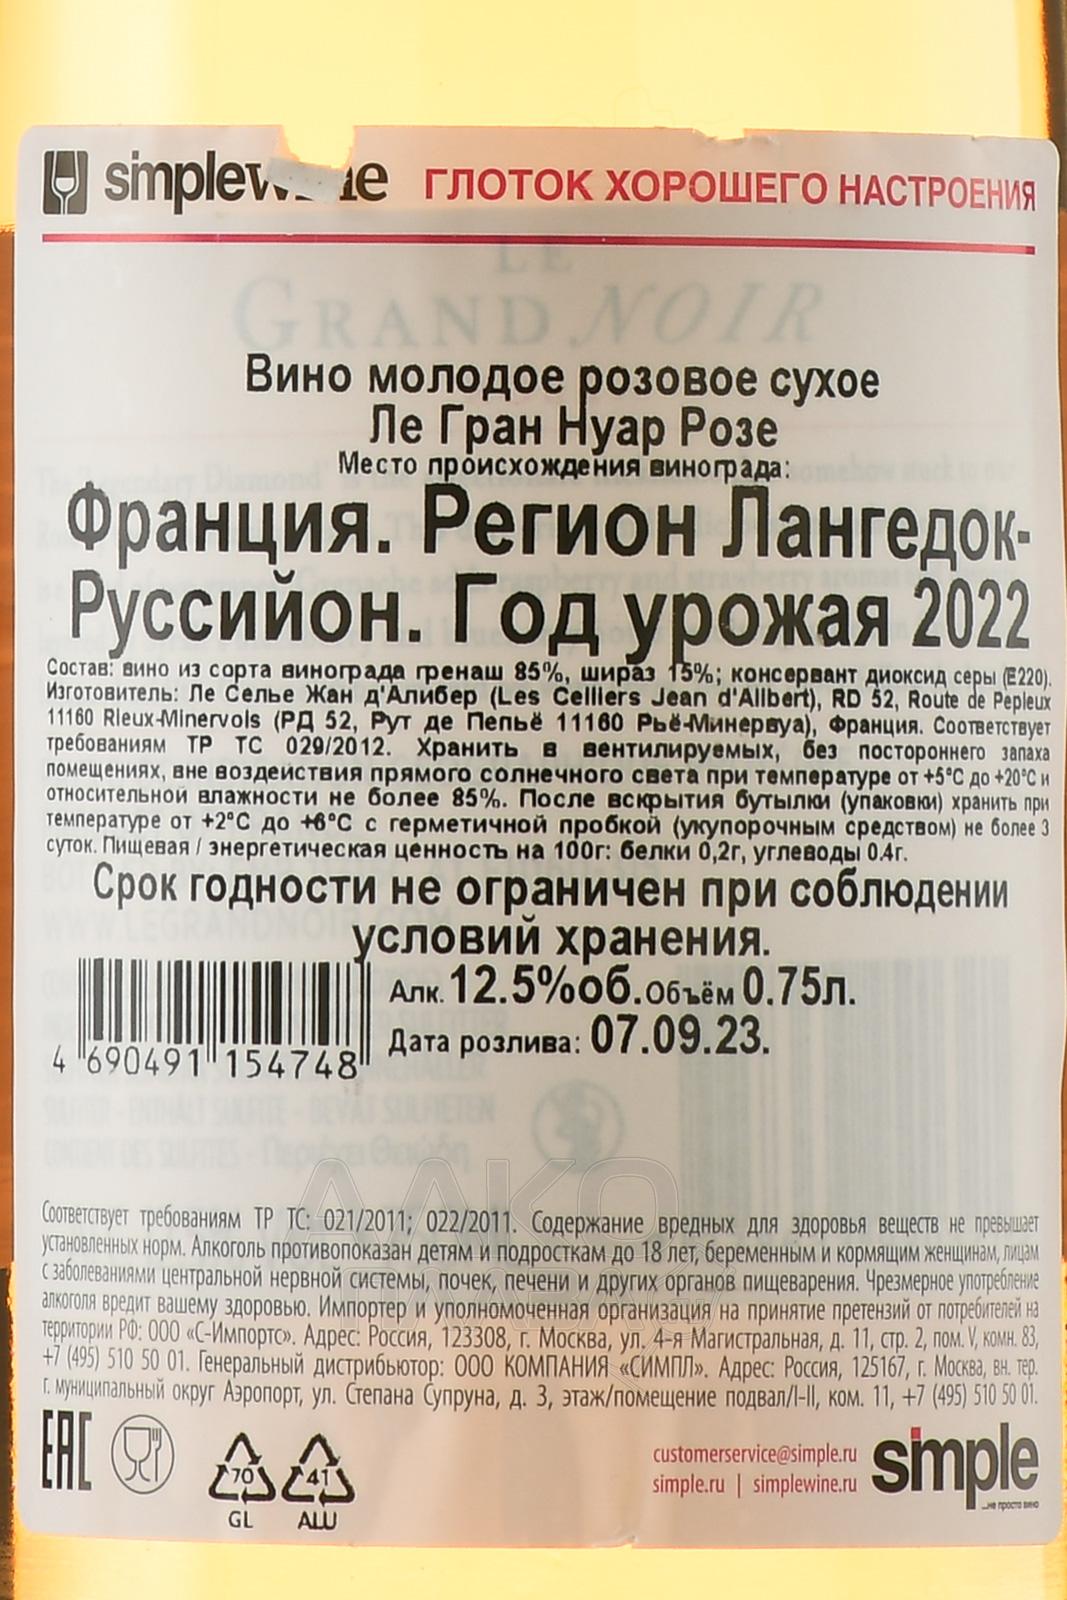 simplewine ГЛОТОК ХОРОШЕГО НАСТРОЕНИЯ
LE
GRAND NOIR
Вино молодое розовое сухое
Ле Гран Нуар Розе
Место происхождения винограда:
Франция. Регион Лангедок-
Руссийон. Год урожая 2022
Состав: вино из сорта винограда гренаш 85%, шираз 15%; консервант диоксид серы (E220).
Изготовитель: Ле Селье Жан д'Алибер (Les Celliers Jean d'Alibert), RD 52, Route de Pepieux
11160 Rieux-Minervois (РД 52, Рут де Пепьё 11160 Рьё-Минервуа), Франция. Соответствует
требованиям ТР ТС 029/2012. Хранить в вентилируемых, без постороннего запаха
помещениях, вне воздействия прямого солнечного света при температуре от +5°C до +20°C и
относительной влажности не более 85%. После вскрытия бутылки (упаковки) хранить при
температуре от +2°C до +6°C с герметичной пробкой (укупорочным средством) не более 3
суток. Пищевая / энергетическая ценность на 100г: белки 0,2г, углеводы 0.4г.
Срок годности не ограничен при соблюдении
условий хранения.
WWW.LEGRANDNOIR.COM
Алк. 12.5%об. Объём 0.75л.
Дата розлива: 07.09.23.
4 690491 154748
Соответствует требованиям ТР ТС: 021/2011; 022/2011. Содержание вредных для здоровья веществ не превышает
установленных норм. Алкоголь противопоказан детям и подросткам до 18 лет, беременным и кормящим женщинам, лицам
с заболеваниями центральной нервной системы, почек, печени и других органов пищеварения. Чрезмерное употребление
алкоголя вредит вашему здоровью. Импортер и уполномоченная организация на принятие претензий от потребителей на
территории РФ: ООО «С-Импортс». Адрес: Россия, 123308, г. Москва, ул. 4-я Магистральная, д. 11, стр. 2, пом. V, комн. 83,
+7 (495) 510 50 01. Генеральный дистрибьютор: ООО КОМПАНИЯ «СИМПЛ». Адрес: Россия, 125167, г. Москва, вн. тер.
г. муниципальный округ Аэропорт, ул. Степана Супруна, д. 3, этаж/помещение подвал/I-II, ком. 11, +7 (495) 510 50 01.
EAC
70
GL
41
ALU
customerservice@simple.ru
simple.ru | simplewine.ru
simple
...не просто вино